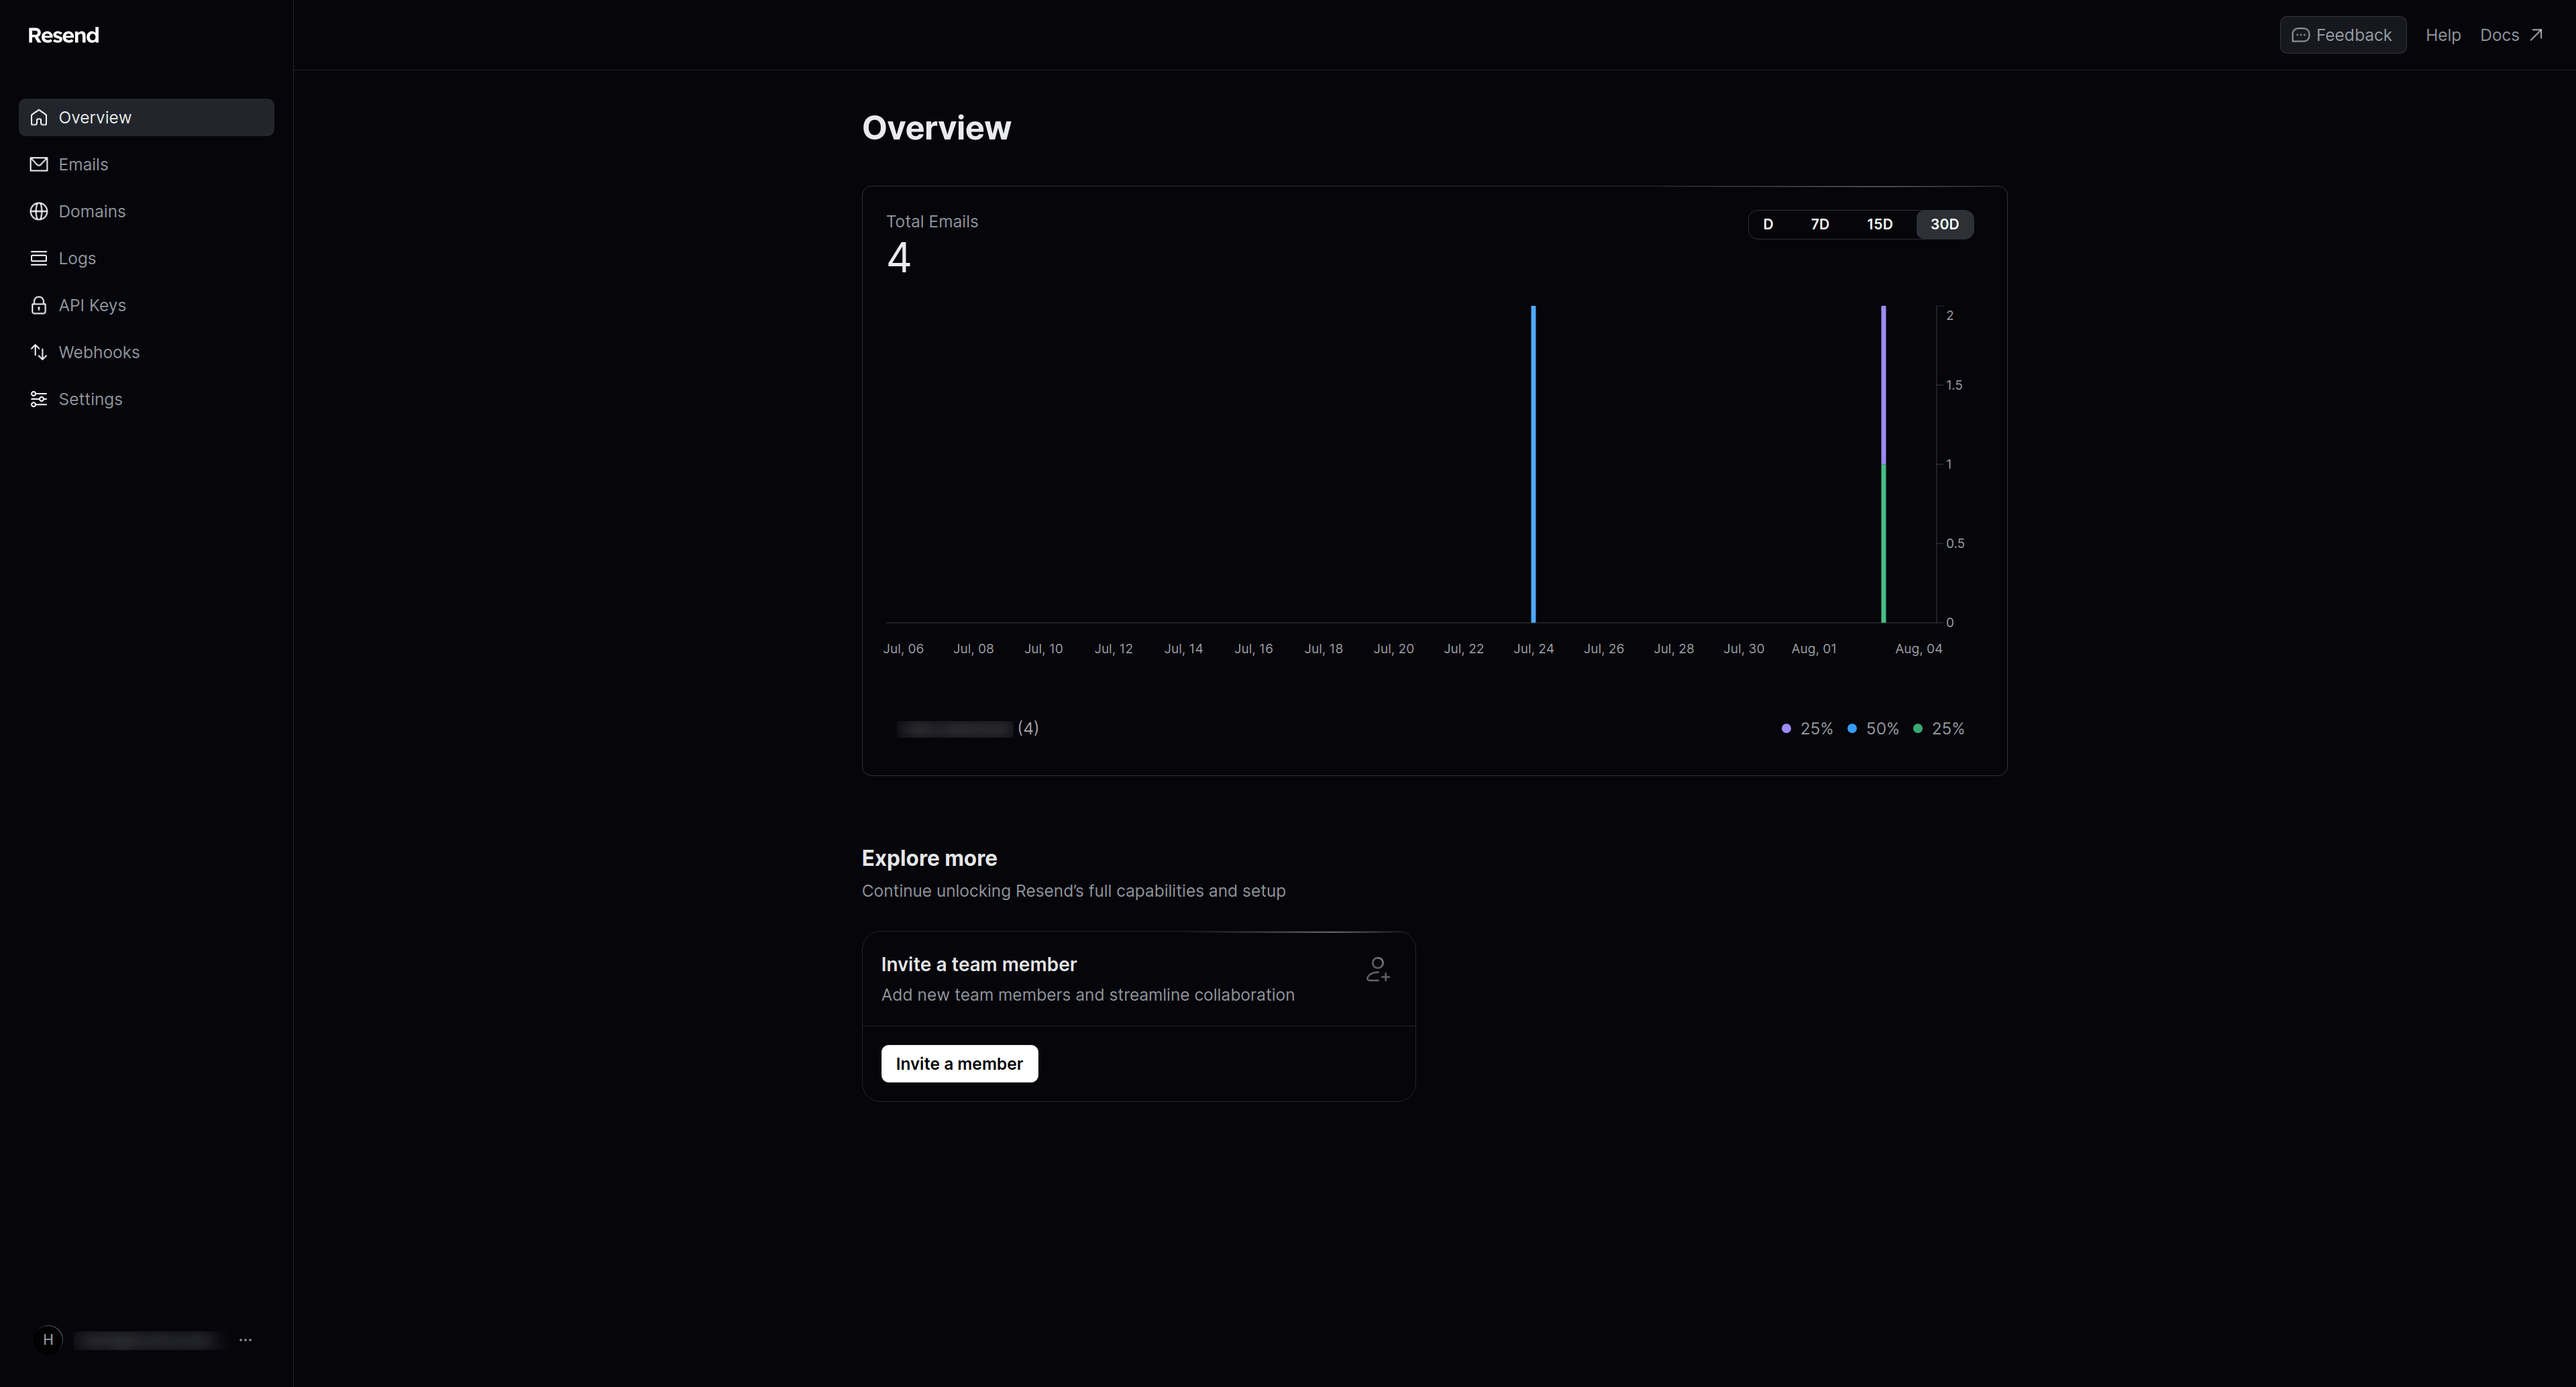 Resend
Feedback
Help
Docs
Overview
Emails
Domains
Logs
API Keys
Webhooks
Settings
Overview
Total Emails
4
D 7D 15D 30D
2
1.5
1
0.5
0
Jul, 06 Jul, 08 Jul, 10 Jul, 12 Jul, 14 Jul, 16 Jul, 18 Jul, 20 Jul, 22 Jul, 24 Jul, 26 Jul, 28 Jul, 30 Aug, 01 Aug, 04
(4)
25% 50% 25%
Explore more
Continue unlocking Resend’s full capabilities and setup
Invite a team member
Add new team members and streamline collaboration
Invite a member
H